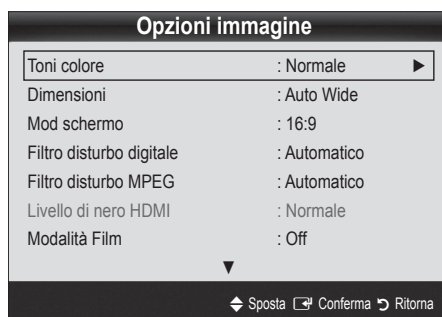 Opzioni immagine
Toni colore : Normale ►
Dimensioni : Auto Wide
Mod schermo : 16:9
Filtro disturbo digitale : Automatico
Filtro disturbo MPEG : Automatico
Livello di nero HDMI : Normale
Modalità Film : Off
▼
Sposta Conferma Ritorna